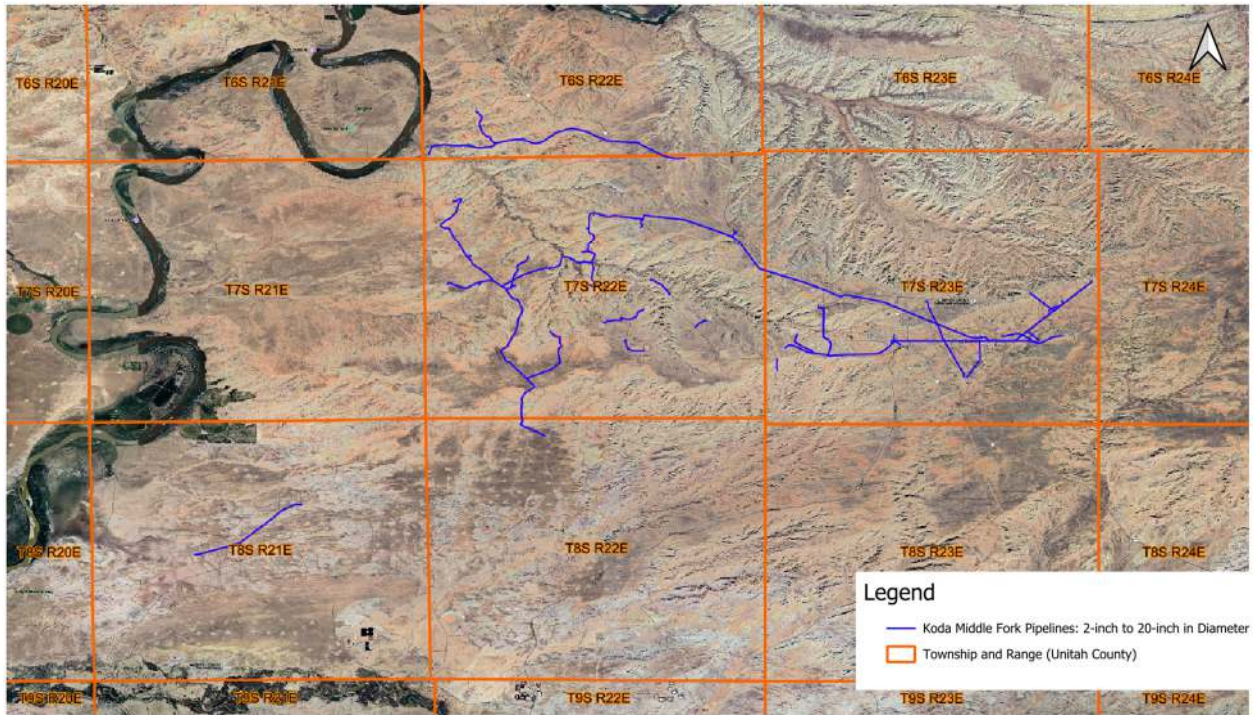 T6S R20E
T6S R21E
T6S R22E
T6S R23E
T6S R24E
T7S R20E
T7S R21E
T7S R22E
T7S R23E
T7S R24E
T8S R20E
T8S R21E
T8S R22E
T8S R23E
T8S R24E
Legend
Koda Middle Fork Pipelines: 2-inch to 20-inch in Diameter
Township and Range (Unitah County)
T9S R20E
T9S R21E
T9S R22E
T9S R23E
T9S R24E